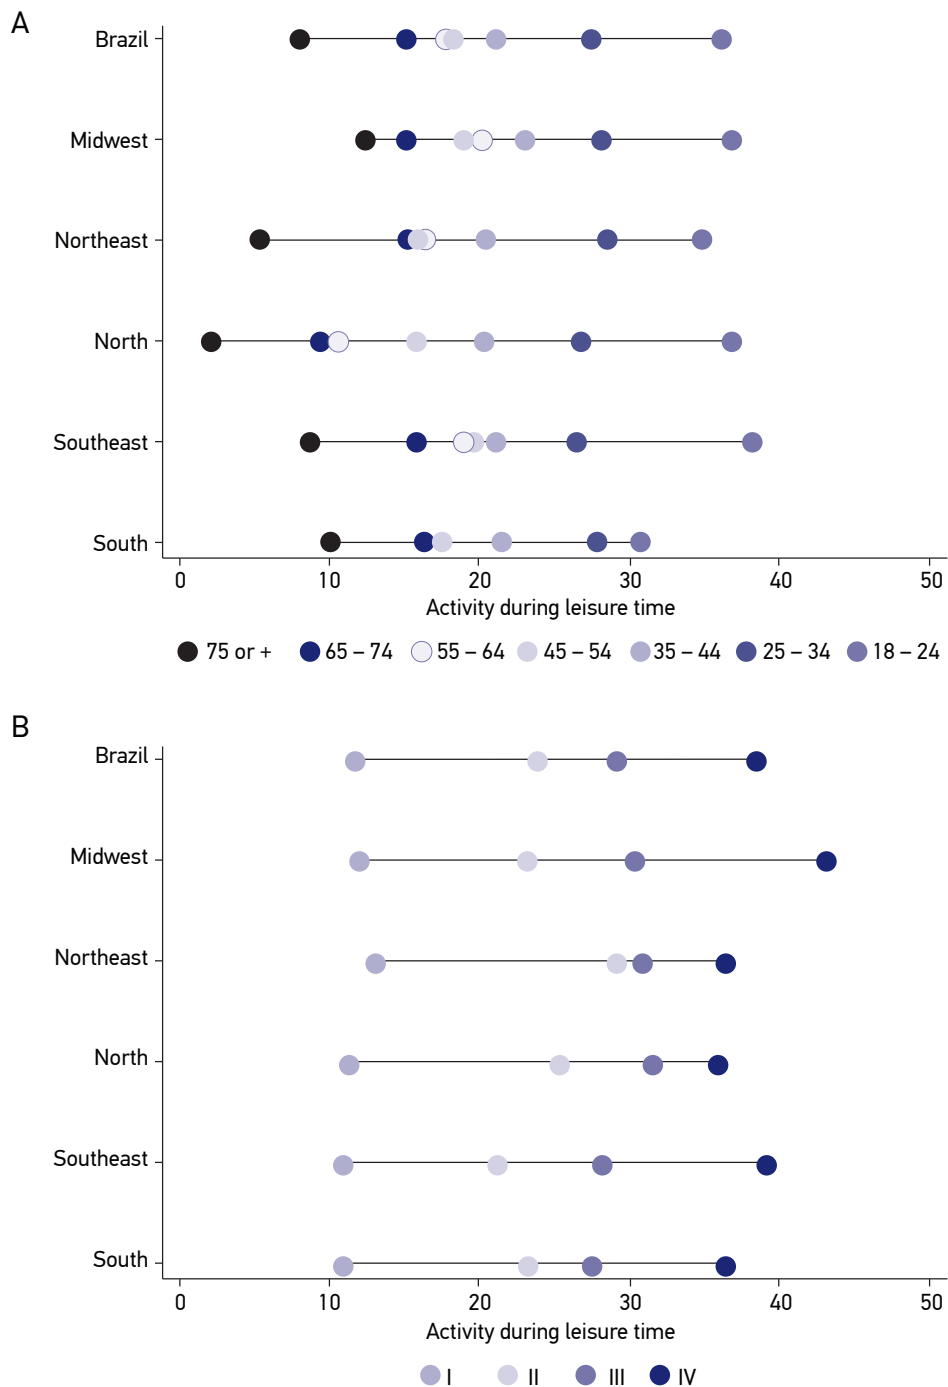 A
Brazil
Midwest
Northeast
North
Southeast
South
0 10 20 30 40 50
Activity during leisure time
75 or + 65 – 74 55 – 64 45 – 54 35 – 44 25 – 34 18 – 24
B
Brazil
Midwest
Northeast
North
Southeast
South
0 10 20 30 40 50
Activity during leisure time
I II III IV